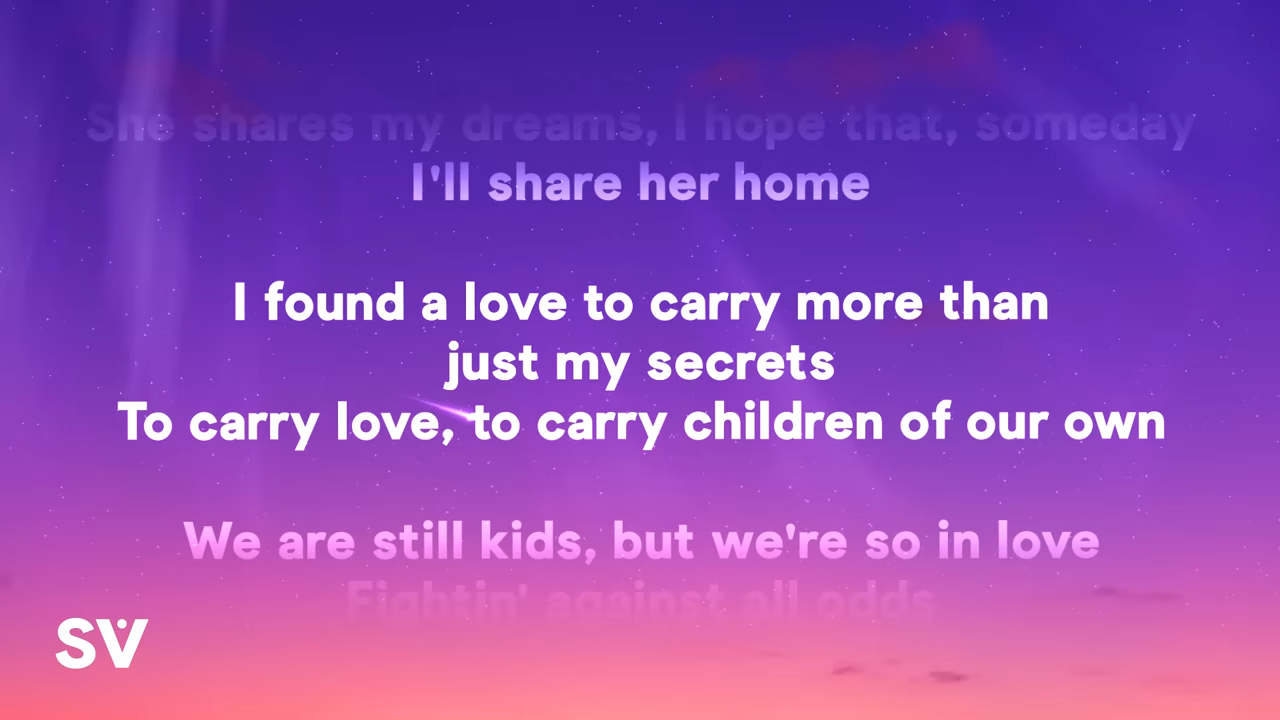 She shares my dreams, I hope that, someday
I'll share her home
I found a love to carry more than
just my secrets
To carry love, to carry children of our own
We are still kids, but we're so in love
Fightin' against all odds
SV